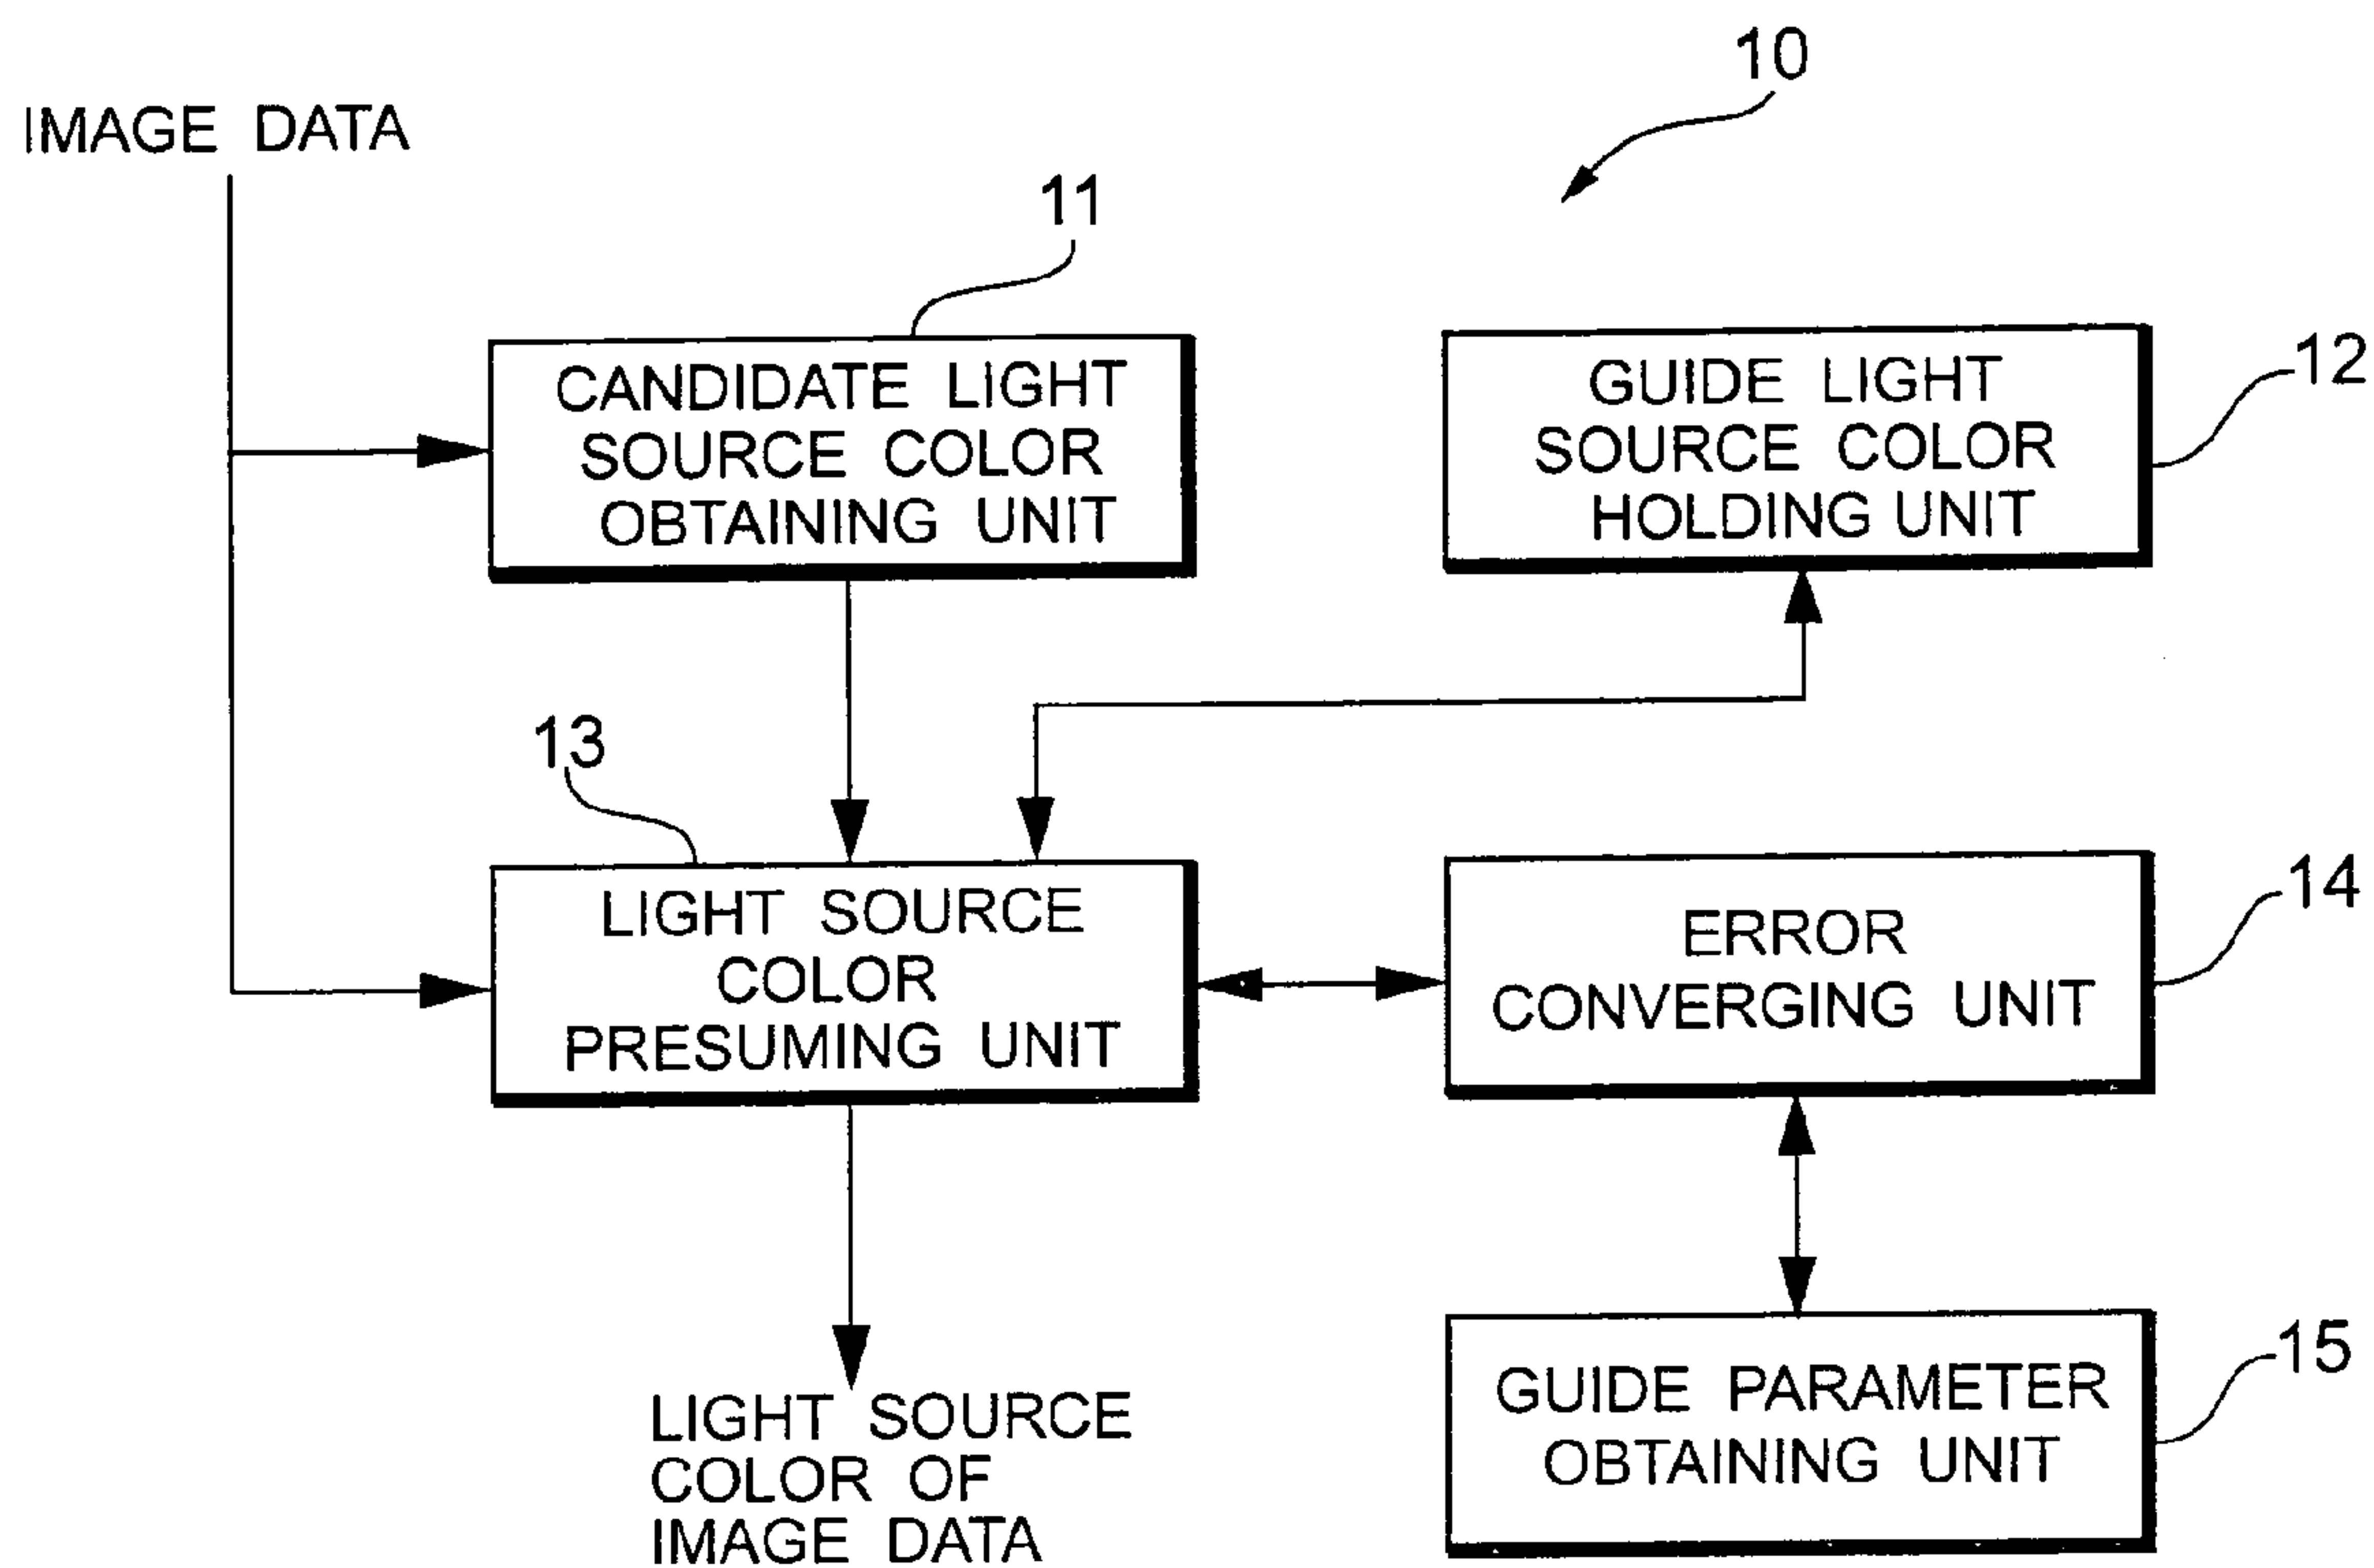 10
IMAGE DATA
11
CANDIDATE LIGHT
SOURCE COLOR
OBTAINING UNIT
12
GUIDE LIGHT
SOURCE COLOR
HOLDING UNIT
13
LIGHT SOURCE
COLOR
PRESUMING UNIT
14
ERROR
CONVERGING UNIT
15
GUIDE PARAMETER
OBTAINING UNIT
LIGHT SOURCE
COLOR OF
IMAGE DATA